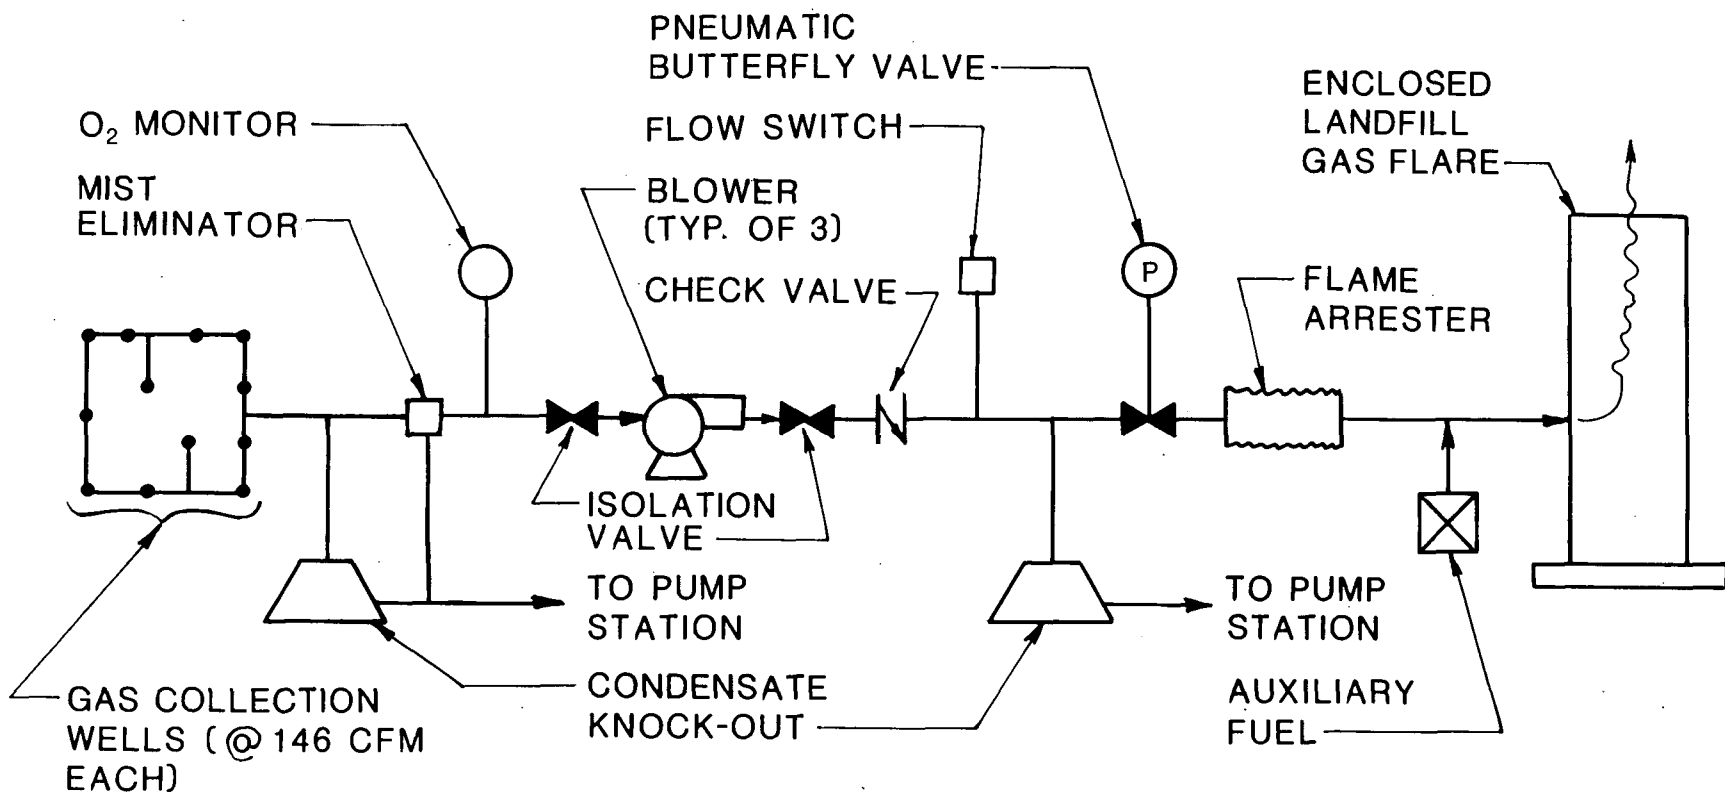 PNEUMATIC
BUTTERFLY VALVE
ENCLOSED
LANDFILL
GAS FLARE
O₂ MONITOR
FLOW SWITCH
MIST
ELIMINATOR
BLOWER
(TYP. OF 3)
CHECK VALVE
P
FLAME
ARRESTER
ISOLATION
VALVE
TO PUMP
STATION
TO PUMP
STATION
GAS COLLECTION
WELLS (@ 146 CFM
EACH)
CONDENSATE
KNOCK-OUT
AUXILIARY
FUEL